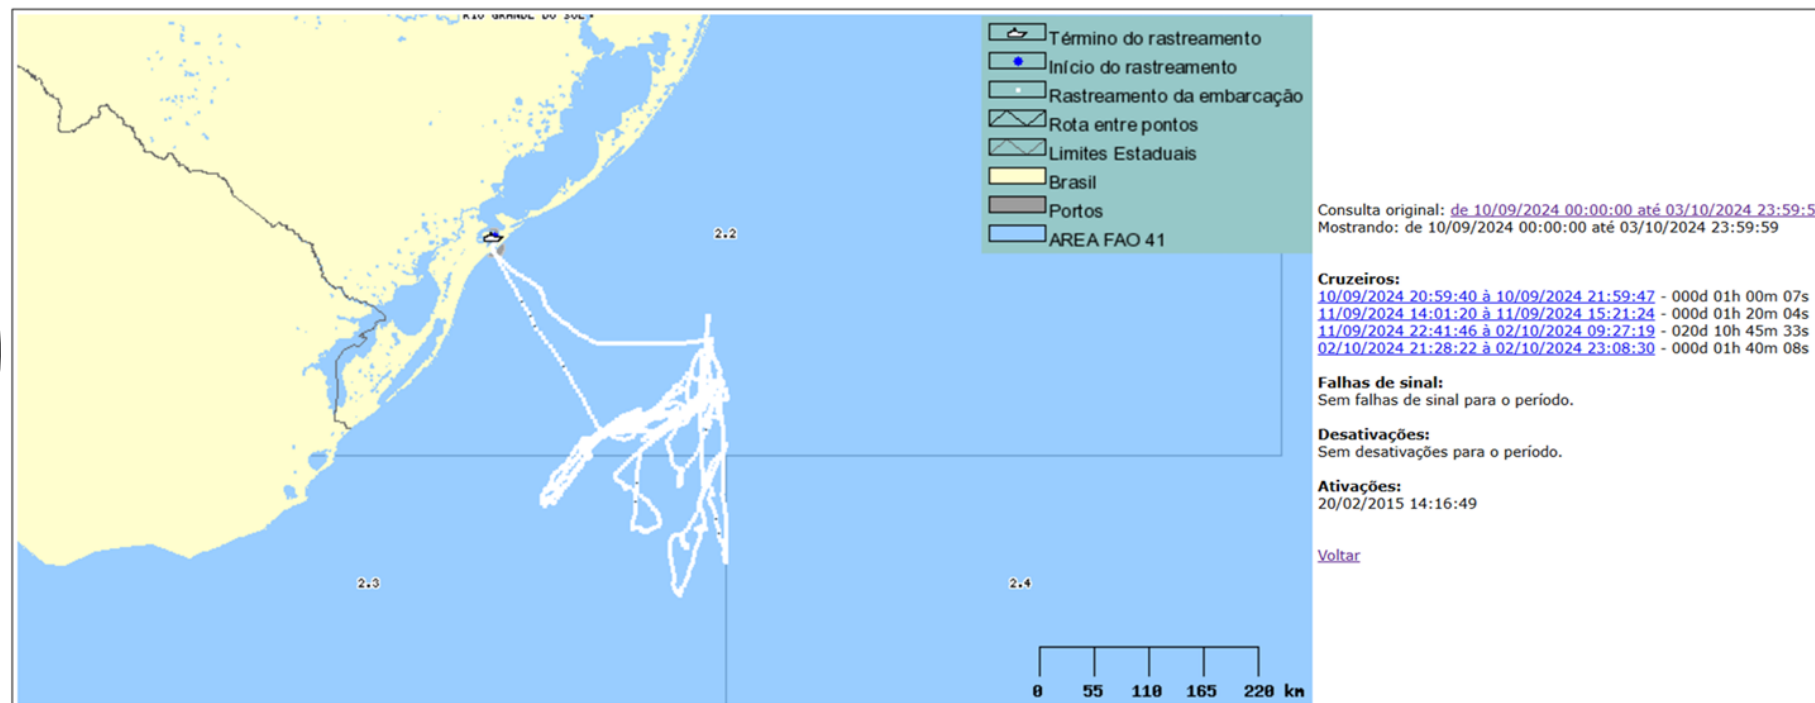 RIO GRANDE DO SUL
Término do rastreamento
Início do rastreamento
Rastreamento da embarcação
Rota entre pontos
Limites Estaduais
Brasil
Portos
AREA FAO 41
2.2
2.3
2.4
0 55 110 165 220 km
Consulta original: de 10/09/2024 00:00:00 até 03/10/2024 23:59:5
Mostrando: de 10/09/2024 00:00:00 até 03/10/2024 23:59:59
Cruzeiros:
10/09/2024 20:59:40 à 10/09/2024 21:59:47 - 000d 01h 00m 07s
11/09/2024 14:01:20 à 11/09/2024 15:21:24 - 000d 01h 20m 04s
11/09/2024 22:41:46 à 02/10/2024 09:27:19 - 020d 10h 45m 33s
02/10/2024 21:28:22 à 02/10/2024 23:08:30 - 000d 01h 40m 08s
Falhas de sinal:
Sem falhas de sinal para o período.
Desativações:
Sem desativações para o período.
Ativações:
20/02/2015 14:16:49
Voltar